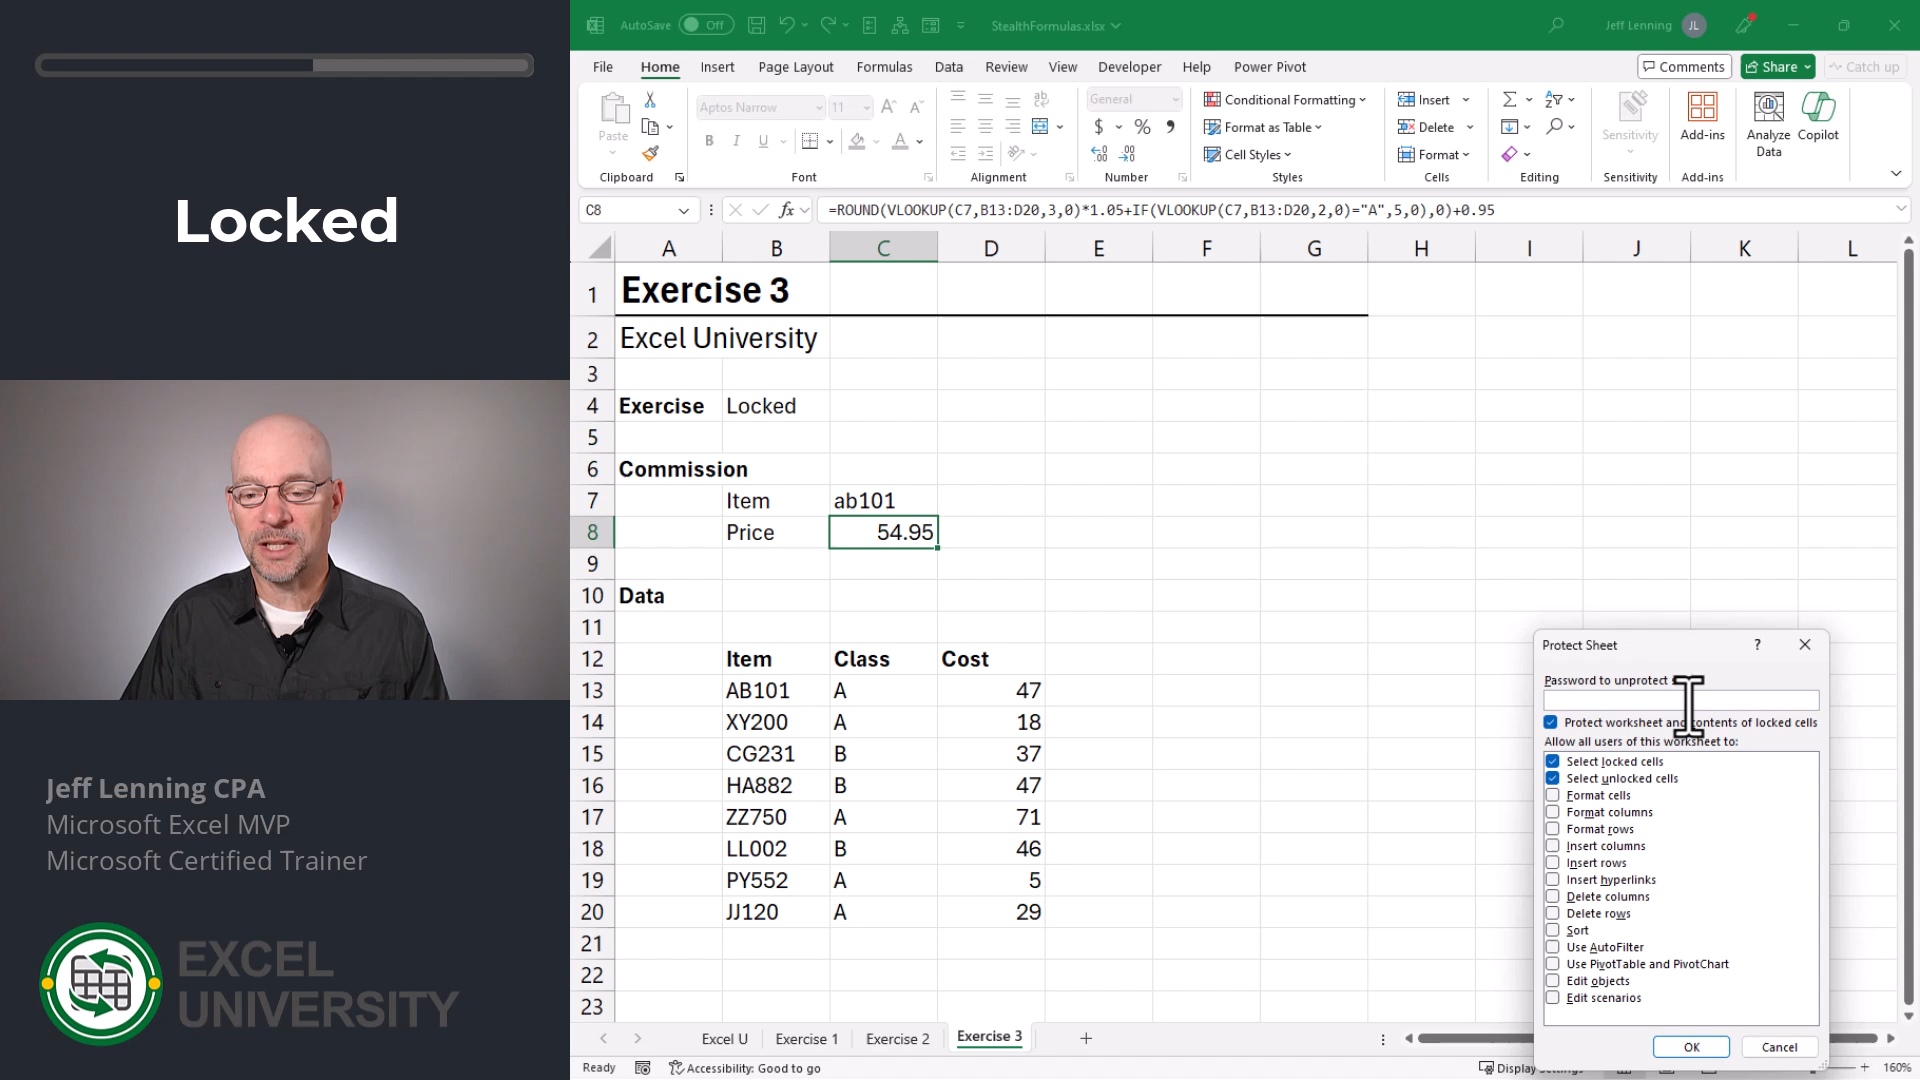 Locked
Jeff Lenning CPA
Microsoft Excel MVP
Microsoft Certified Trainer
EXCEL
UNIVERSITY
AutoSave Off StealthFormulas.xlsx Jeff Lenning JL
File Home Insert Page Layout Formulas Data Review View Developer Help Power Pivot Comments Share Catch up
Paste
Clipboard
Aptos Narrow 11
B I U
Font
Alignment
General
$ %
Number
Conditional Formatting
Format as Table
Cell Styles
Styles
Insert
Delete
Format
Cells
Editing
Sensitivity
Sensitivity
Add-ins
Add-ins
Analyze Data
Copilot
C8 fx =ROUND(VLOOKUP(C7,B13:D20,3,0)*1.05+IF(VLOOKUP(C7,B13:D20,2,0)="A",5,0),0)+0.95
A B C D E F G H I J K L
1 Exercise 3
2 Excel University
3
4 Exercise Locked
5
6 Commission
7 Item ab101
8 Price 54.95
9
10 Data
11
12 Item Class Cost
13 AB101 A 47
14 XY200 A 18
15 CG231 B 37
16 HA882 B 47
17 ZZ750 A 71
18 LL002 B 46
19 PY552 A 5
20 JJ120 A 29
21
22
23
Protect Sheet ?
Password to unprotect
Protect worksheet and contents of locked cells
Allow all users of this worksheet to:
Select locked cells
Select unlocked cells
Format cells
Format columns
Format rows
Insert columns
Insert rows
Insert hyperlinks
Delete columns
Delete rows
Sort
Use AutoFilter
Use PivotTable and PivotChart
Edit objects
Edit scenarios
OK Cancel
Excel U Exercise 1 Exercise 2 Exercise 3
Ready Accessibility: Good to go Display 160%